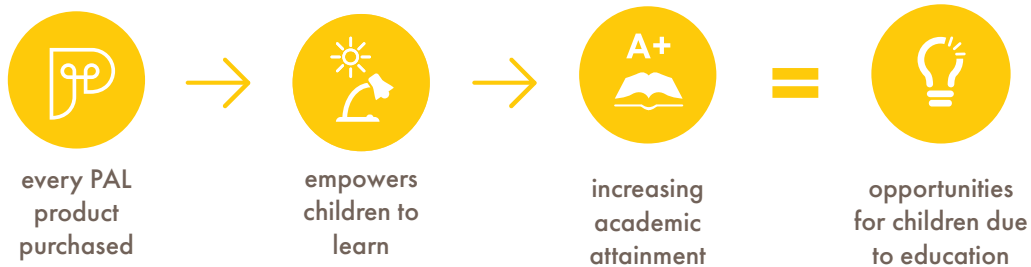 A+
every PAL
product
purchased
empowers
children to
learn
increasing
academic
attainment
opportunities
for children due
to education